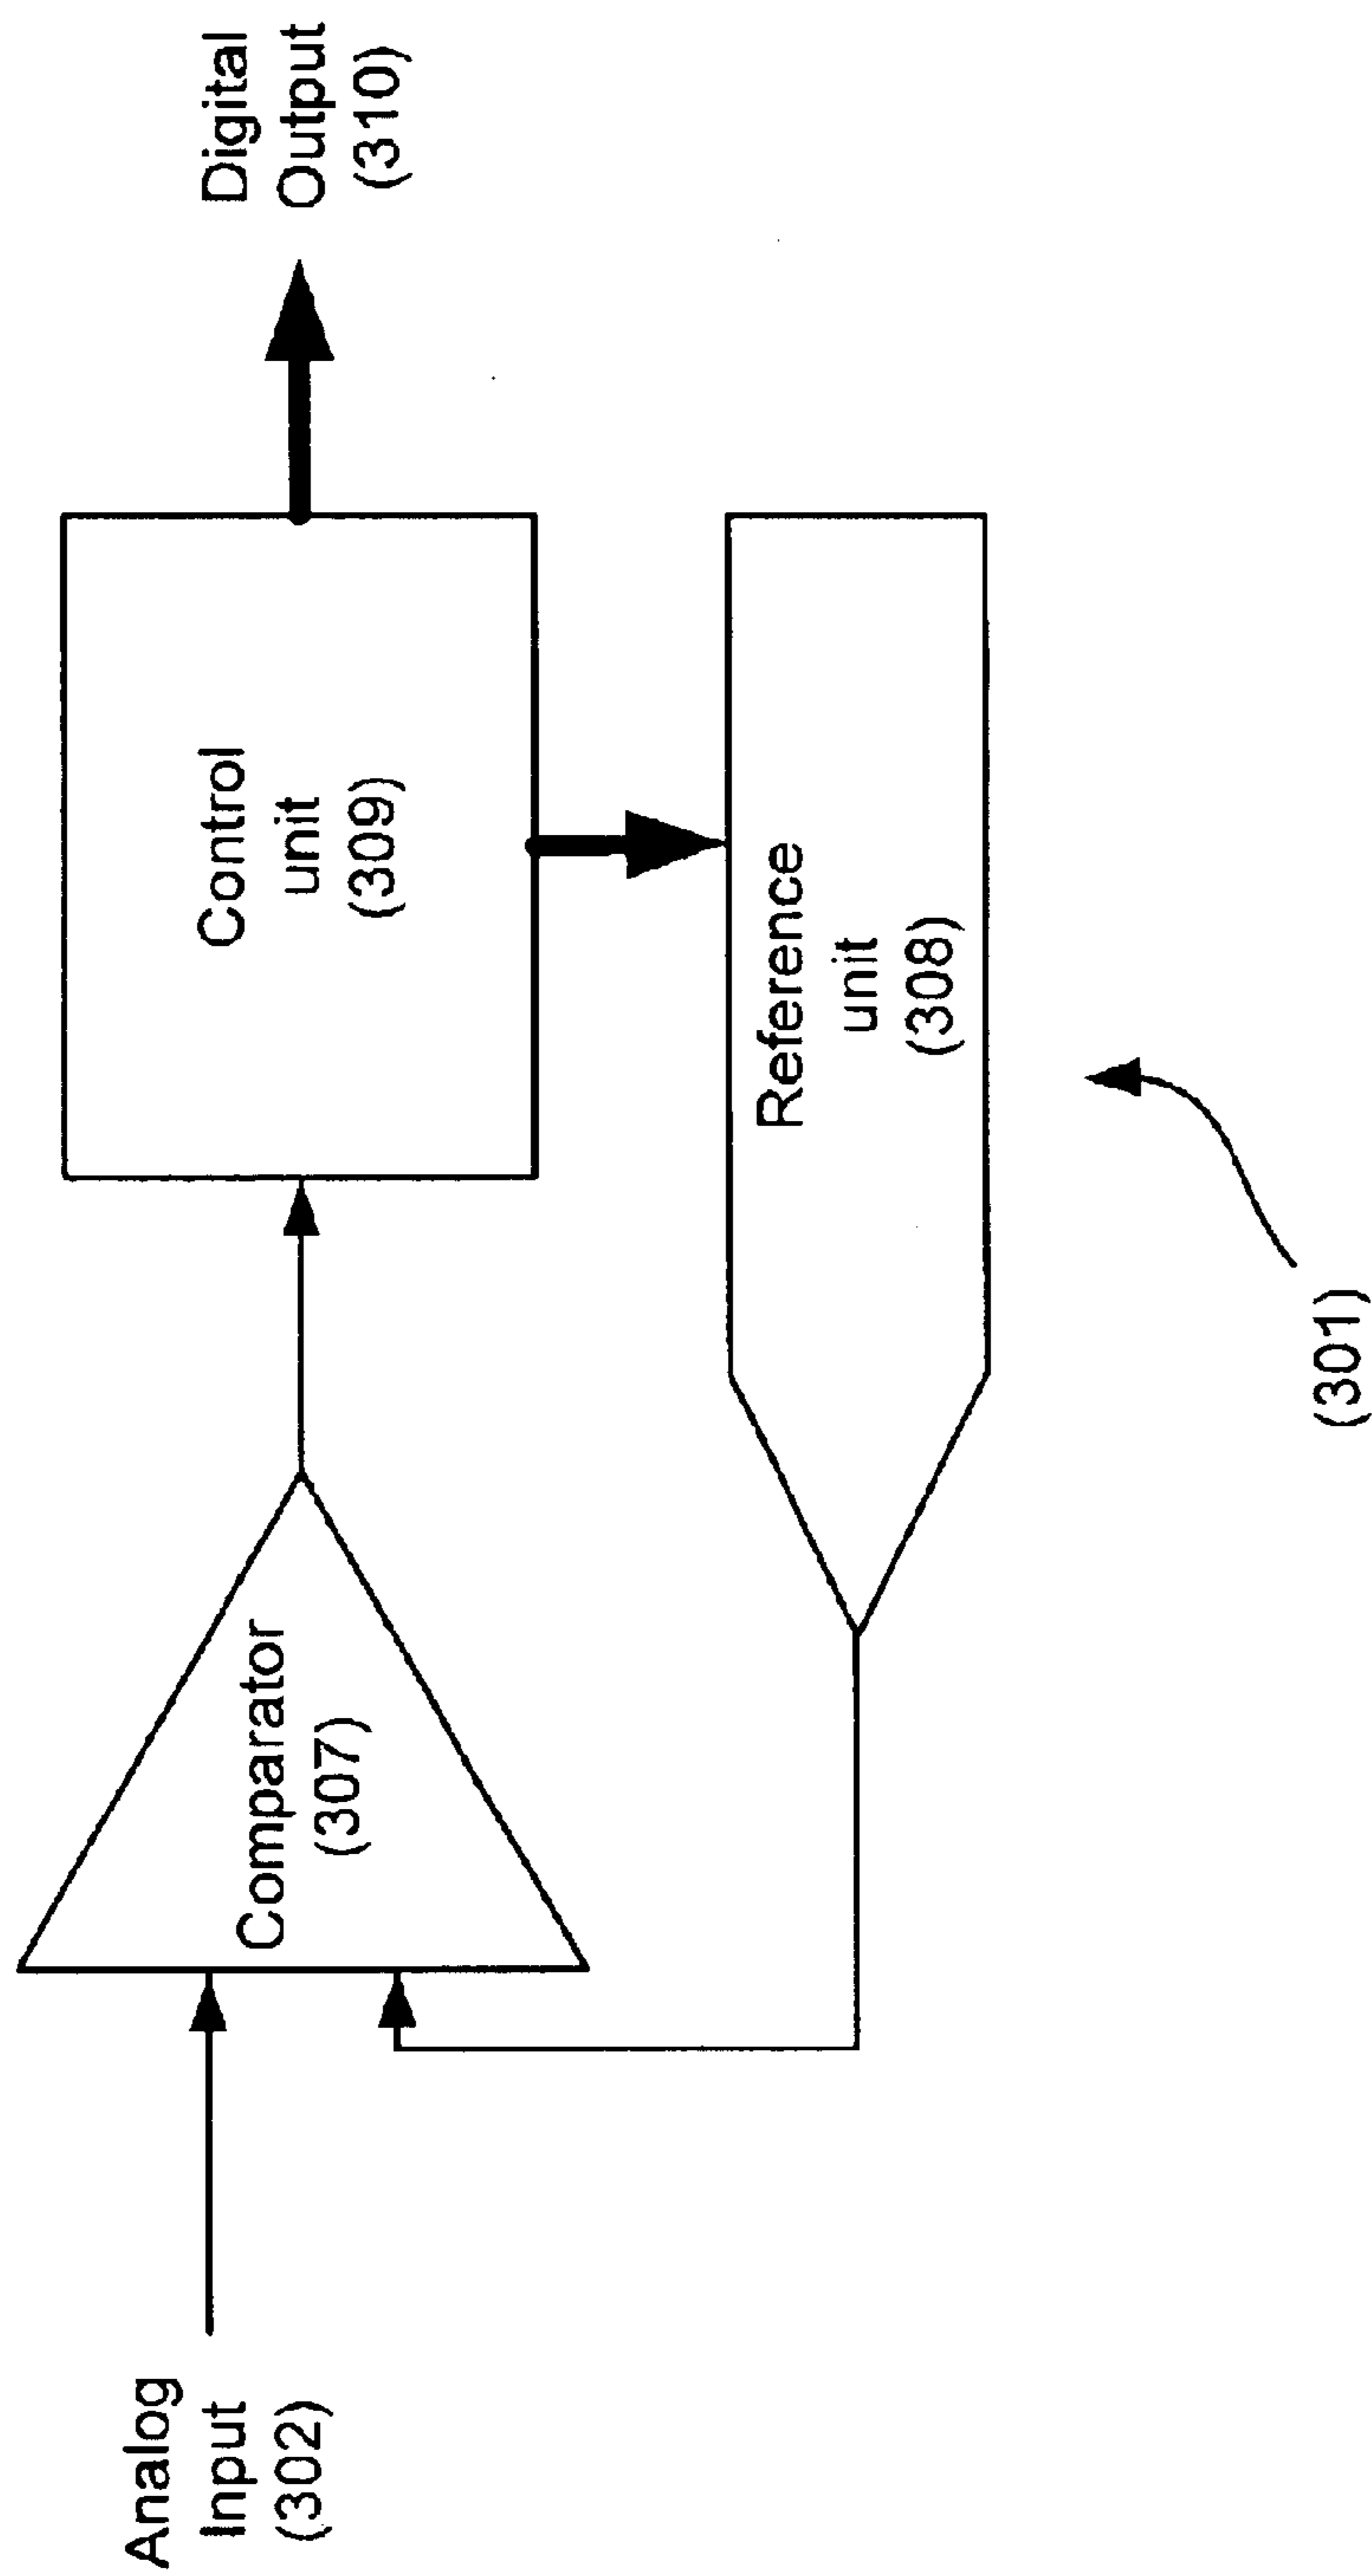 Analog
Input
(302)
Comparator
(307)
Control
unit
(309)
Digital
Output
(310)
Reference
unit
(308)
(301)